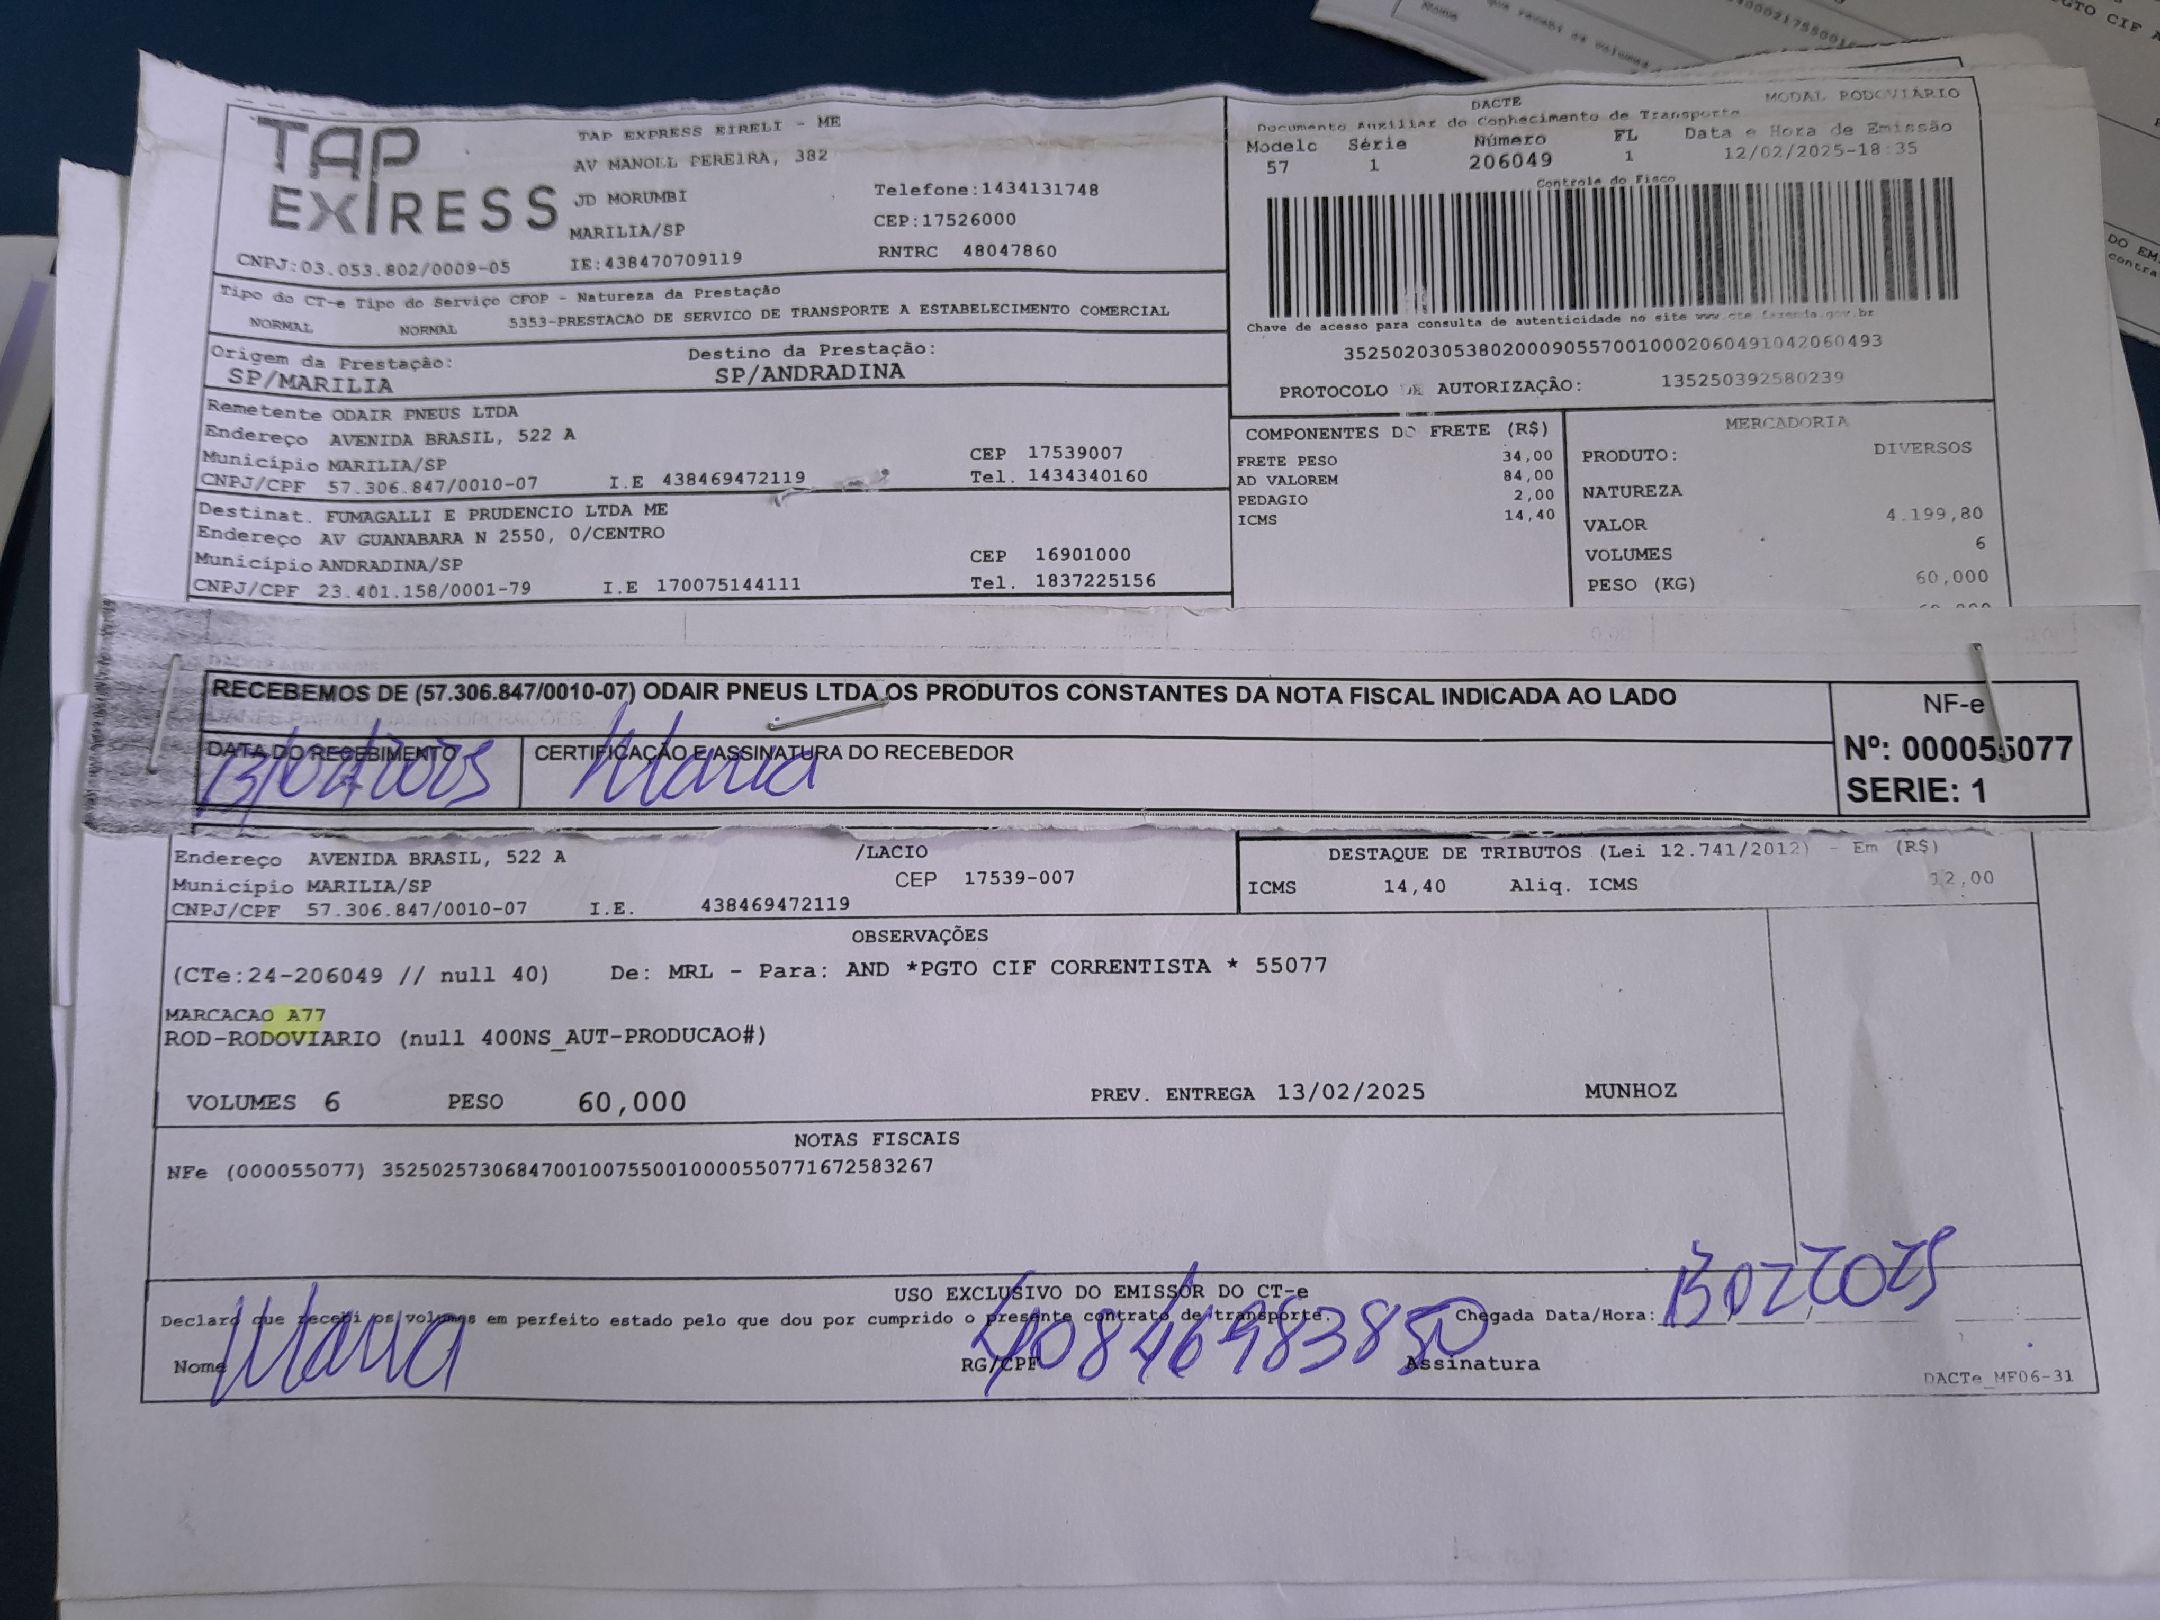 TAP
EXPRESS
TAP EXPRESS EIRELI - ME
AV MANOLL PEREIRA, 382
JD MORUMBI
Telefone:1434131748
MARILIA/SP
CEP:17526000
CNPJ:03.053.802/0009-05 IE:438470709119
RNTRC 48047860
Tipo do CT-e Tipo do Serviço CFOP - Natureza da Prestação
NORMAL NORMAL 5353-PRESTACAO DE SERVICO DE TRANSPORTE A ESTABELECIMENTO COMERCIAL
Origem da Prestação: Destino da Prestação:
SP/MARILIA SP/ANDRADINA
Remetente ODAIR PNEUS LTDA
Endereço AVENIDA BRASIL, 522 A
Município MARILIA/SP CEP 17539007
CNPJ/CPF 57.306.847/0010-07 I.E 438469472119 Tel. 1434340160
Destinat. FUMAGALLI E PRUDENCIO LTDA ME
Endereço AV GUANABARA N 2550, 0/CENTRO
Município ANDRADINA/SP CEP 16901000
CNPJ/CPF 23.401.158/0001-79 I.E 170075144111 Tel. 1837225156
DACTE MODAL RODOVIÁRIO
Documento Auxiliar do Conhecimento de Transporte
Modelo Série Número FL Data e Hora de Emissão
57 1 206049 1 12/02/2025-18:35
Controle do Fisco
Chave de acesso para consulta de autenticidade no site www.cte.fazenda.gov.br
35250203053802000905570010002060491042060493
PROTOCOLO DE AUTORIZAÇÃO: 135250392580239
COMPONENTES DO FRETE (R$)
FRETE PESO 34,00
AD VALOREM 84,00
PEDAGIO 2,00
ICMS 14,40
MERCADORIA
PRODUTO: DIVERSOS
NATUREZA
VALOR 4.199,80
VOLUMES 6
PESO (KG) 60,000
RECEBEMOS DE (57.306.847/0010-07) ODAIR PNEUS LTDA OS PRODUTOS CONSTANTES DA NOTA FISCAL INDICADA AO LADO
DATA DO RECEBIMENTO CERTIFICAÇÃO E ASSINATURA DO RECEBEDOR
13/02/2025 Maria
NF-e
Nº: 000055077
SERIE: 1
Endereço AVENIDA BRASIL, 522 A /LACIO
Município MARILIA/SP CEP 17539-007
CNPJ/CPF 57.306.847/0010-07 I.E. 438469472119
DESTAQUE DE TRIBUTOS (Lei 12.741/2012) - Em (R$)
ICMS 14,40 Aliq. ICMS 12,00
OBSERVAÇÕES
(CTe:24-206049 // null 40) De: MRL - Para: AND *PGTO CIF CORRENTISTA * 55077
MARCACAO A77
ROD-RODOVIARIO (null 400NS_AUT-PRODUCAO#)
VOLUMES 6 PESO 60,000 PREV. ENTREGA 13/02/2025 MUNHOZ
NOTAS FISCAIS
NFe (000055077) 35250257306847001007550010000550771672583267
USO EXCLUSIVO DO EMISSOR DO CT-e
Declaro que recebi os volumes em perfeito estado pelo que dou por cumprido o presente contrato de transporte. Chegada Data/Hora: 13 02 2025
Nome Maria RG/CPF Assinatura
DACTe_MF06-31